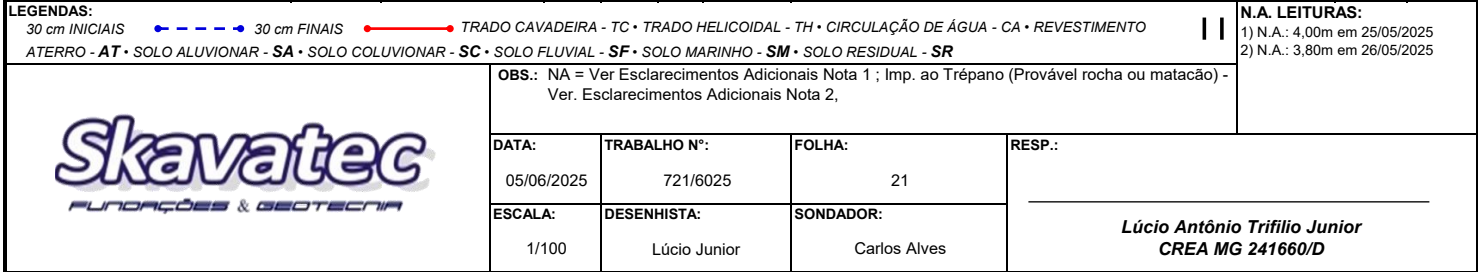 LEGENDAS:
30 cm INICIAIS 30 cm FINAIS TRADO CAVADEIRA - TC • TRADO HELICOIDAL - TH • CIRCULAÇÃO DE ÁGUA - CA • REVESTIMENTO
ATERRO - AT • SOLO ALUVIONAR - SA • SOLO COLUVIONAR - SC • SOLO FLUVIAL - SF • SOLO MARINHO - SM • SOLO RESIDUAL - SR
N.A. LEITURAS:
1) N.A.: 4,00m em 25/05/2025
2) N.A.: 3,80m em 26/05/2025
OBS.: NA = Ver Esclarecimentos Adicionais Nota 1 ; Imp. ao Trépano (Provável rocha ou matacão) -
Ver. Esclarecimentos Adicionais Nota 2,
Skavatec
FUNDAÇÕES & GEOTECNIA
DATA: TRABALHO N°: FOLHA: RESP.:
05/06/2025 721/6025 21
ESCALA: DESENHISTA: SONDADOR:
1/100 Lúcio Junior Carlos Alves
Lúcio Antônio Trifilio Junior
CREA MG 241660/D